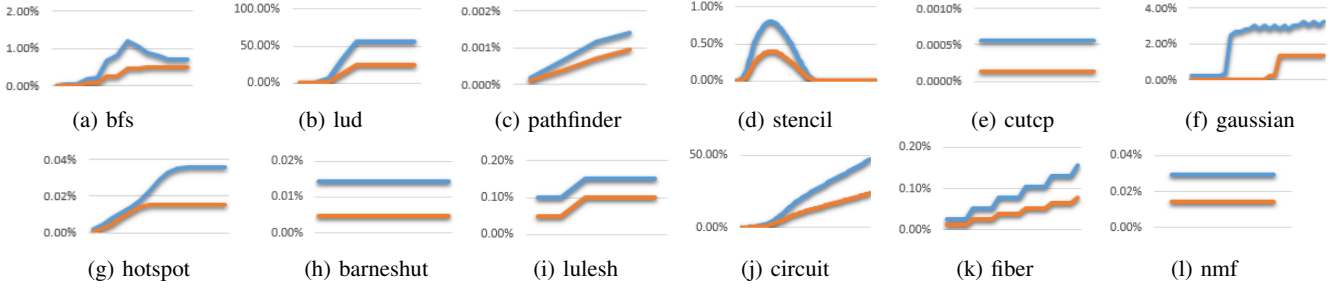 2.00%
1.00%
0.00%
(a) bfs
100.00%
50.00%
0.00%
(b) lud
0.002%
0.001%
0.000%
(c) pathfinder
1.00%
0.50%
0.00%
(d) stencil
0.0010%
0.0005%
0.0000%
(e) cutcp
4.00%
2.00%
0.00%
(f) gaussian
0.04%
0.02%
0.00%
(g) hotspot
0.02%
0.01%
0.00%
(h) barneshut
0.20%
0.10%
0.00%
(i) lulesh
50.00%
0.00%
(j) circuit
0.20%
0.10%
0.00%
(k) fiber
0.04%
0.02%
0.00%
(l) nmf